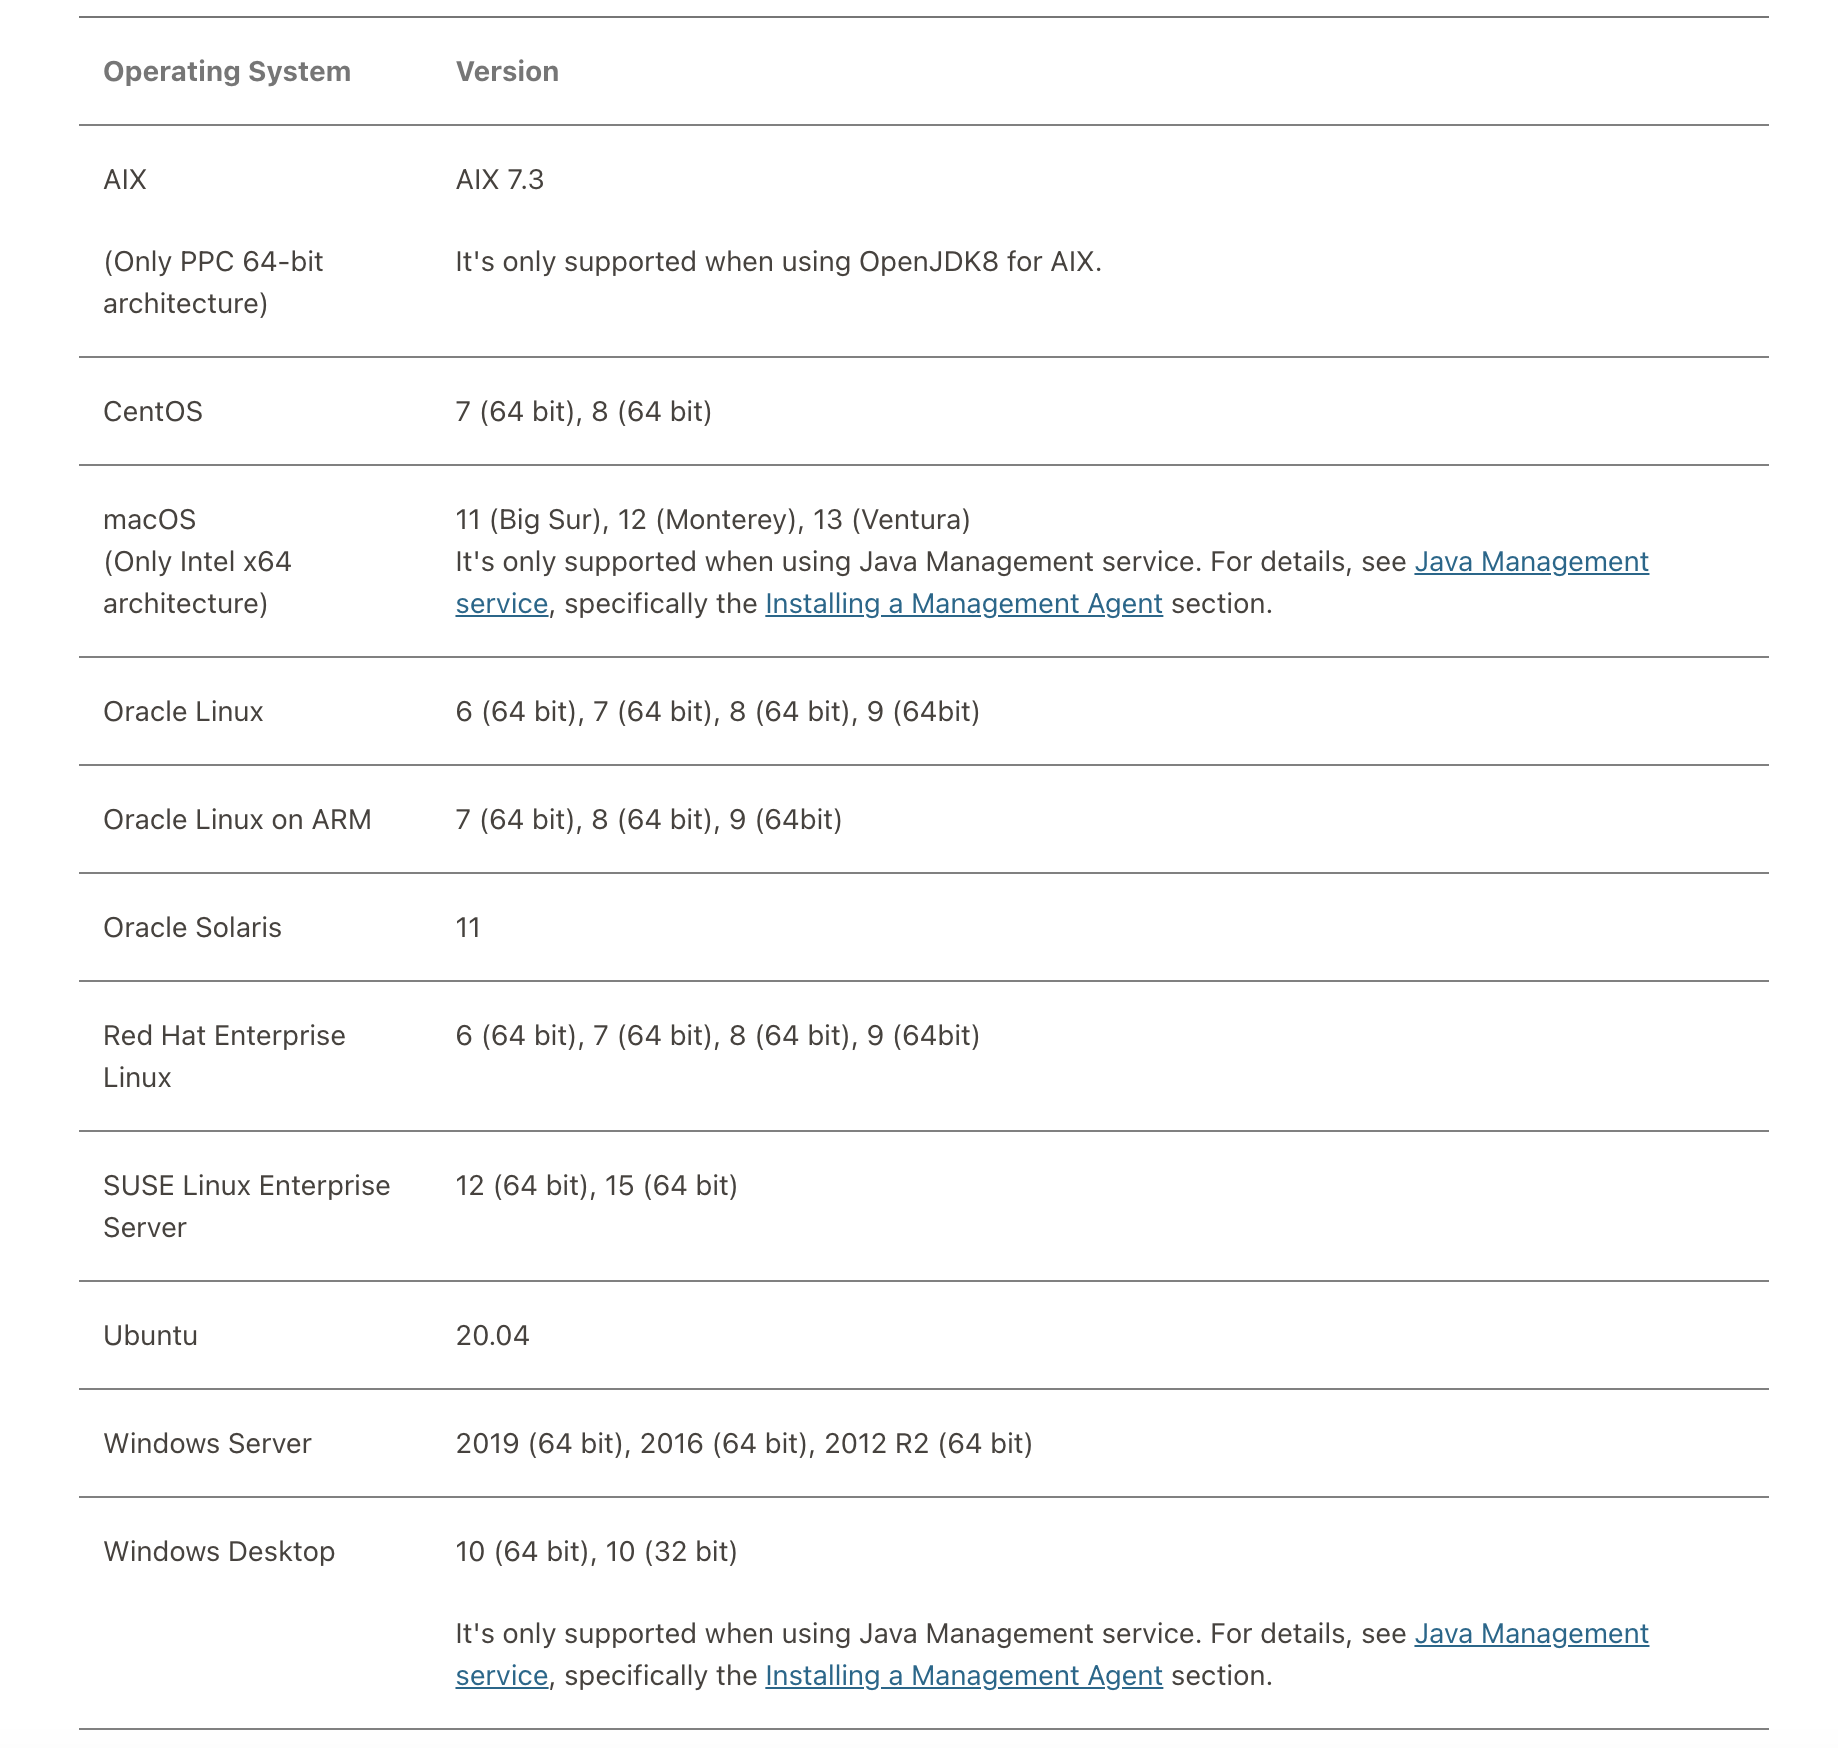 Operating System Version
AIX AIX 7.3
(Only PPC 64-bit It's only supported when using OpenJDK8 for AIX.
architecture)
CentOS 7 (64 bit), 8 (64 bit)
macOS 11 (Big Sur), 12 (Monterey), 13 (Ventura)
(Only Intel x64 It's only supported when using Java Management service. For details, see Java Management
architecture) service, specifically the Installing a Management Agent section.
Oracle Linux 6 (64 bit), 7 (64 bit), 8 (64 bit), 9 (64bit)
Oracle Linux on ARM 7 (64 bit), 8 (64 bit), 9 (64bit)
Oracle Solaris 11
Red Hat Enterprise 6 (64 bit), 7 (64 bit), 8 (64 bit), 9 (64bit)
Linux
SUSE Linux Enterprise 12 (64 bit), 15 (64 bit)
Server
Ubuntu 20.04
Windows Server 2019 (64 bit), 2016 (64 bit), 2012 R2 (64 bit)
Windows Desktop 10 (64 bit), 10 (32 bit)
It's only supported when using Java Management service. For details, see Java Management
service, specifically the Installing a Management Agent section.